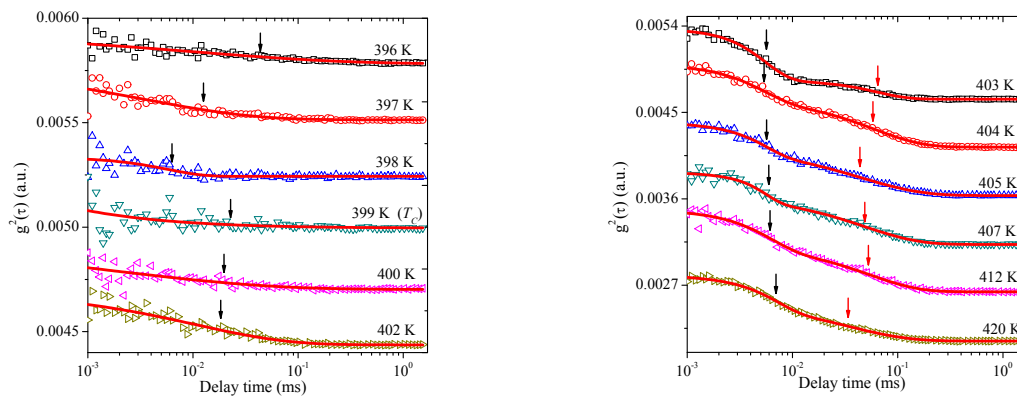 0.0060
0.0055
0.0050
0.0045
g²(τ) (a.u.)
396 K
397 K
398 K
399 K (T_C)
400 K
402 K
10⁻³ 10⁻² 10⁻¹ 10⁰
Delay time (ms)
0.0054
0.0045
0.0036
0.0027
g²(τ) (a.u.)
403 K
404 K
405 K
407 K
412 K
420 K
10⁻³ 10⁻² 10⁻¹ 10⁰
Delay time (ms)